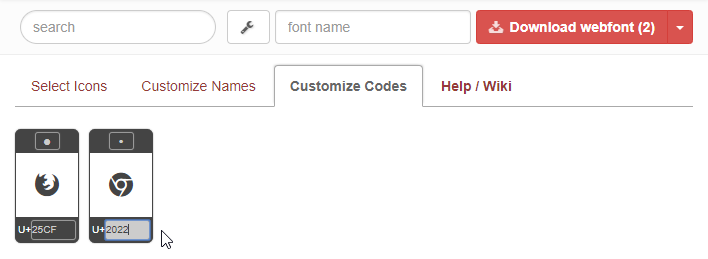 search
font name
Download webfont (2)
Select Icons
Customize Names
Customize Codes
Help / Wiki
● •
U+25CF
U+2022